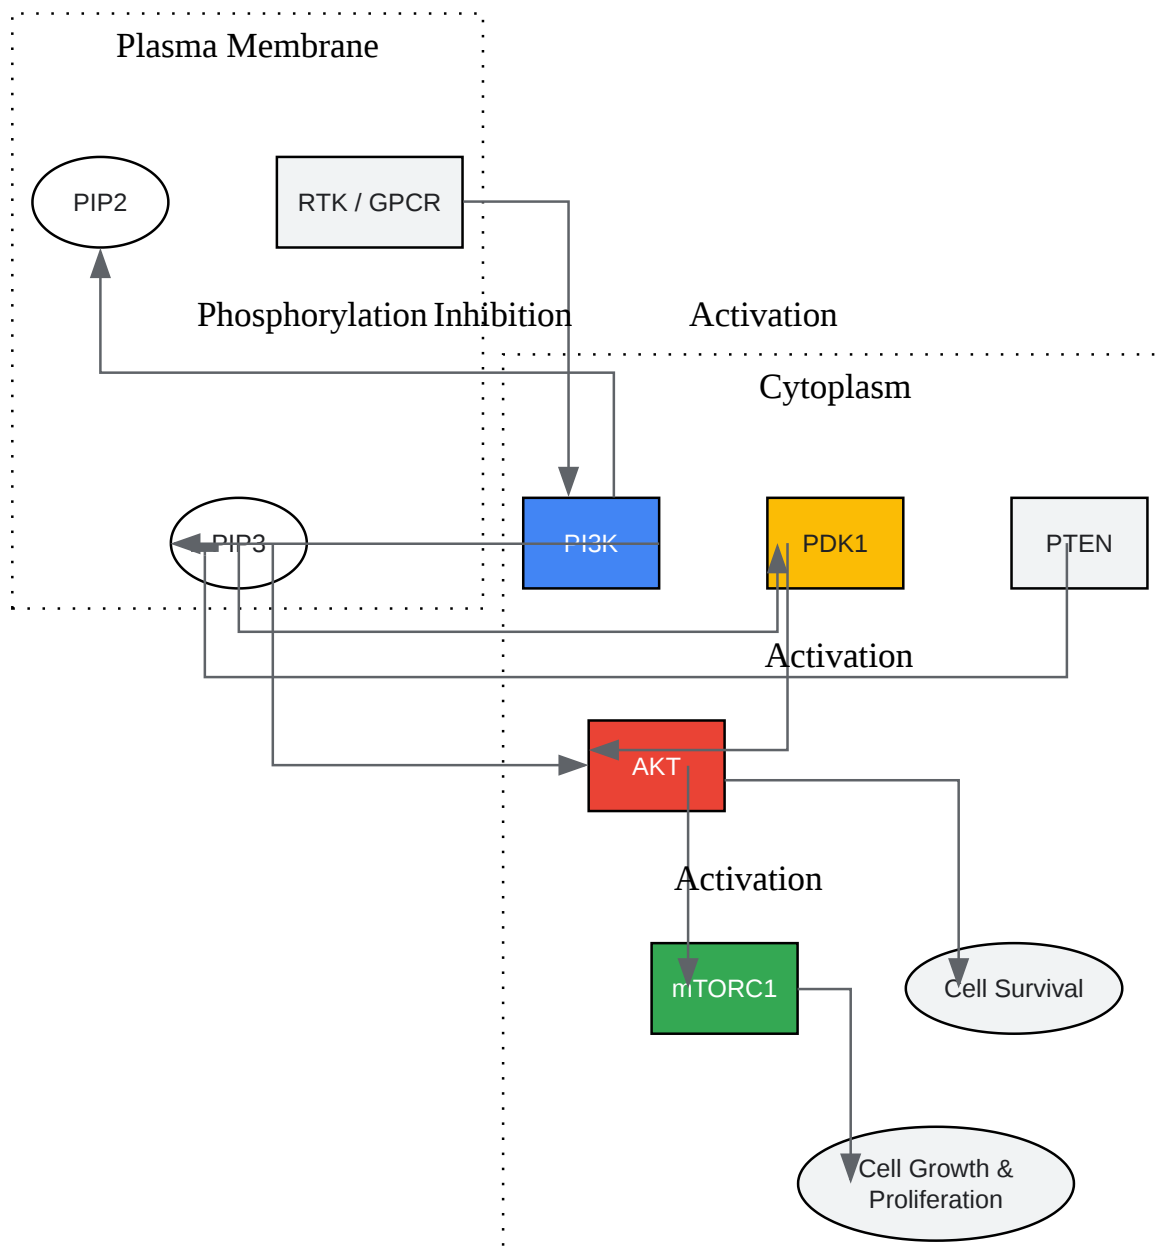 Plasma Membrane
PIP2
RTK / GPCR
Phosphorylation
Inhibition
Activation
Cytoplasm
PIP3
PI3K
PDK1
PTEN
Activation
AKT
Activation
mTORC1
Cell Survival
Cell Growth &
Proliferation